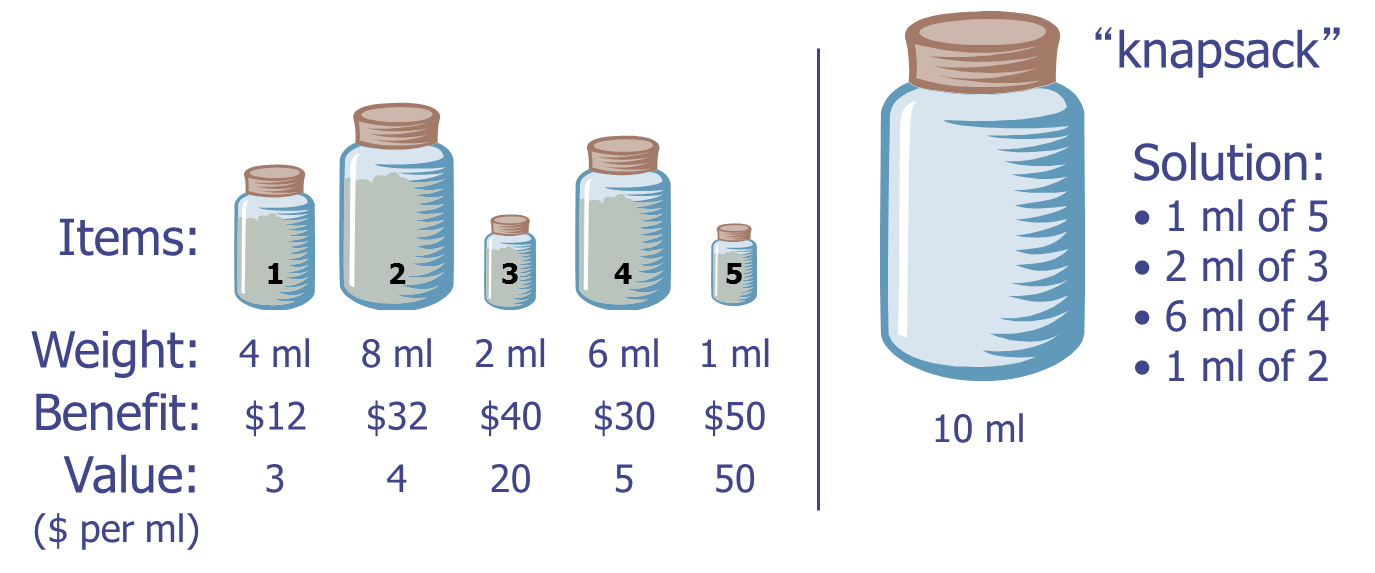 “knapsack”
Items:
1 2 3 4 5
Weight: 4 ml 8 ml 2 ml 6 ml 1 ml
Benefit: $12 $32 $40 $30 $50
Value: 3 4 20 5 50
($ per ml)
10 ml
Solution:
• 1 ml of 5
• 2 ml of 3
• 6 ml of 4
• 1 ml of 2